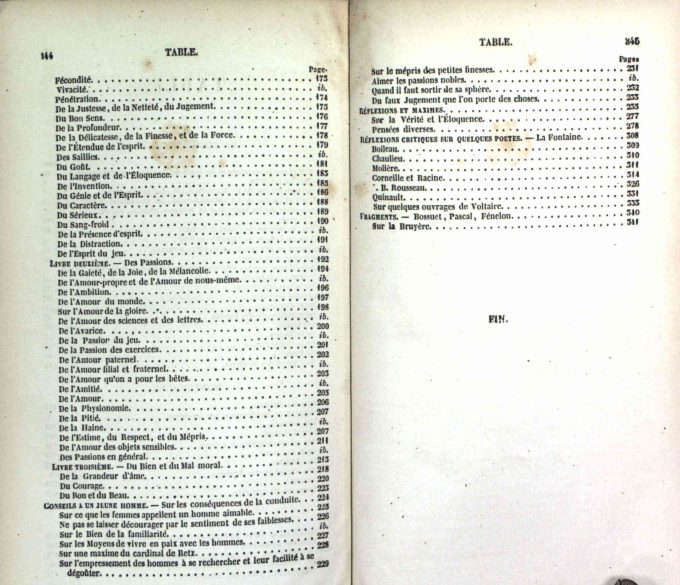 144 TABLE.
Page.
Fécondité. 173
Vivacité. ib.
Pénétration. 174
De la Justesse, de la Netteté, du Jugement. 175
Du Bon Sens. 176
De la Profondeur. 177
De la Délicatesse, de la Finesse, et de la Force. 178
De l'Étendue de l'esprit. 179
Des Saillies. ib.
Du Goût. 181
Du Langage et de l'Éloquence. 183
De l'Invention. 185
Du Génie et de l'Esprit. 186
Du Caractère. 188
Du Sérieux. 189
Du Sang-froid 190
De la Présence d'esprit. ib.
De la Distraction. 191
De l'Esprit du jeu. ib.
LIVRE DEUXIÈME. — Des Passions. 192
De la Gaieté, de la Joie, de la Mélancolie. 194
De l'Amour-propre et de l'Amour de nous-même. ib.
De l'Ambition. 196
De l'Amour du monde. 197
Sur l'Amour de la gloire. 198
De l'Amour des sciences et des lettres. ib.
De l'Avarice. 200
De la Passion du jeu. ib.
De la Passion des exercices. 201
De l'Amour paternel. 202
De l'Amour filial et fraternel. ib.
De l'Amour qu'on a pour les bêtes. 203
De l'Amitié. ib.
De l'Amour. 205
De la Physionomie. 206
De la Pitié. 207
De la Haine. ib.
De l'Estime, du Respect, et du Mépris. 207
De l'Amour des objets sensibles. 211
Des Passions en général. ib.
LIVRE TROISIÈME. — Du Bien et du Mal moral. 213
De la Grandeur d'âme. 218
Du Courage. 220
Du Bon et du Beau. 223
CONSEILS A UN JEUNE HOMME. — Sur les conséquences de la conduite. 224
Sur ce que les femmes appellent un homme aimable. 225
Ne pas se laisser décourager par le sentiment de ses faiblesses. 226
Sur le Bien de la familiarité. ib.
Sur les Moyens de vivre en paix avec les hommes. 227
Sur une maxime du cardinal de Retz. 228
Sur l'empressement des hommes à se rechercher et leur facilité à se
dégoûter. 229
TABLE. 345
Pages
Sur le mépris des petites finesses. 231
Aimer les passions nobles. ib.
Quand il faut sortir de sa sphère. 232
Du faux Jugement que l'on porte des choses. 233
RÉFLEXIONS ET MAXIMES. 235
Sur la Vérité et l'Éloquence. 277
Pensées diverses. 278
RÉFLEXIONS CRITIQUES SUR QUELQUES POETES. — La Fontaine. 308
Boileau. 309
Chaulieu. 310
Molière. 311
Corneille et Racine. 314
. B. Rousseau. 326
Quinault. 331
Sur quelques ouvrages de Voltaire. 333
FRAGMENTS. — Bossuet, Pascal, Fénelon. 340
Sur la Bruyère. 341
FIN.